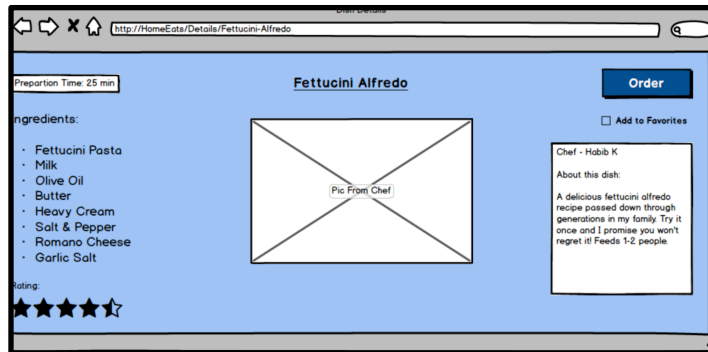 Dish Details
http://HomeEats/Details/Fettucini-Alfredo
Prepartion Time: 25 min
Fettucini Alfredo
Order
Add to Favorites
ngredients:
· Fettucini Pasta
· Milk
· Olive Oil
· Butter
· Heavy Cream
· Salt & Pepper
· Romano Cheese
· Garlic Salt
Pic From Chef
Chef - Habib K
About this dish:
A delicious fettucini alfredo
recipe passed down through
generations in my family. Try it
once and I promise you won't
regret it! Feeds 1-2 people.
Rating: